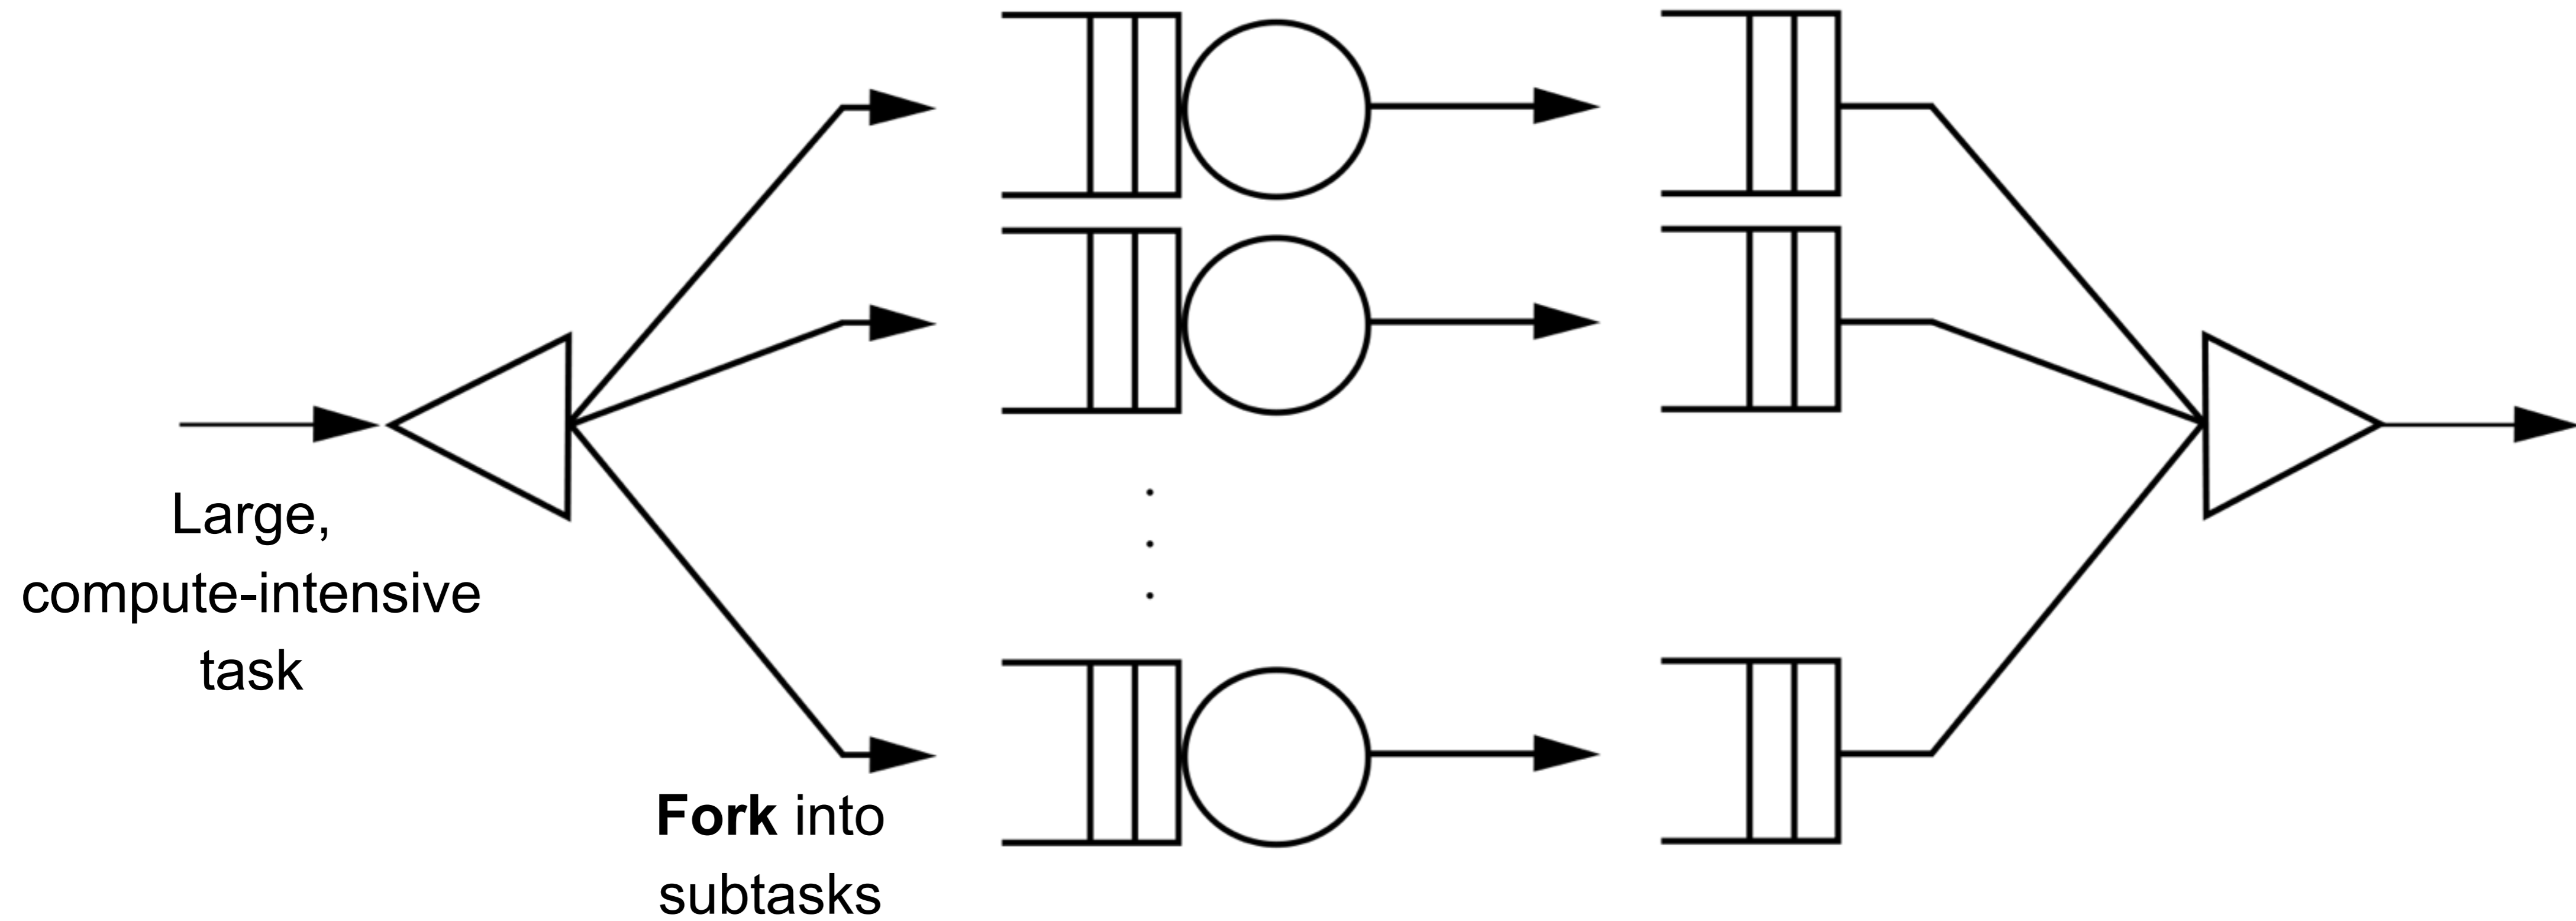 Large,
compute-intensive
task
Fork into
subtasks